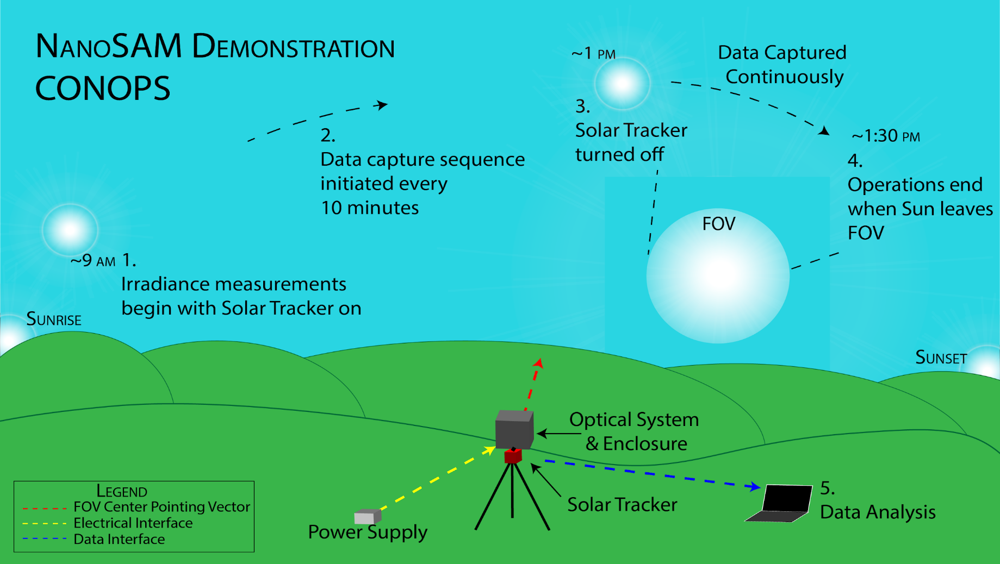 NANOSAM DEMONSTRATION
CONOPS
~1 PM
Data Captured
Continuously
3.
Solar Tracker
turned off
2.
Data capture sequence
initiated every
10 minutes
~1:30 PM
4.
Operations end
when Sun leaves
FOV
FOV
~9 AM 1.
Irradiance measurements
begin with Solar Tracker on
SUNRISE
SUNSET
Optical System
& Enclosure
Solar Tracker
Power Supply
5.
Data Analysis
LEGEND
FOV Center Pointing Vector
Electrical Interface
Data Interface